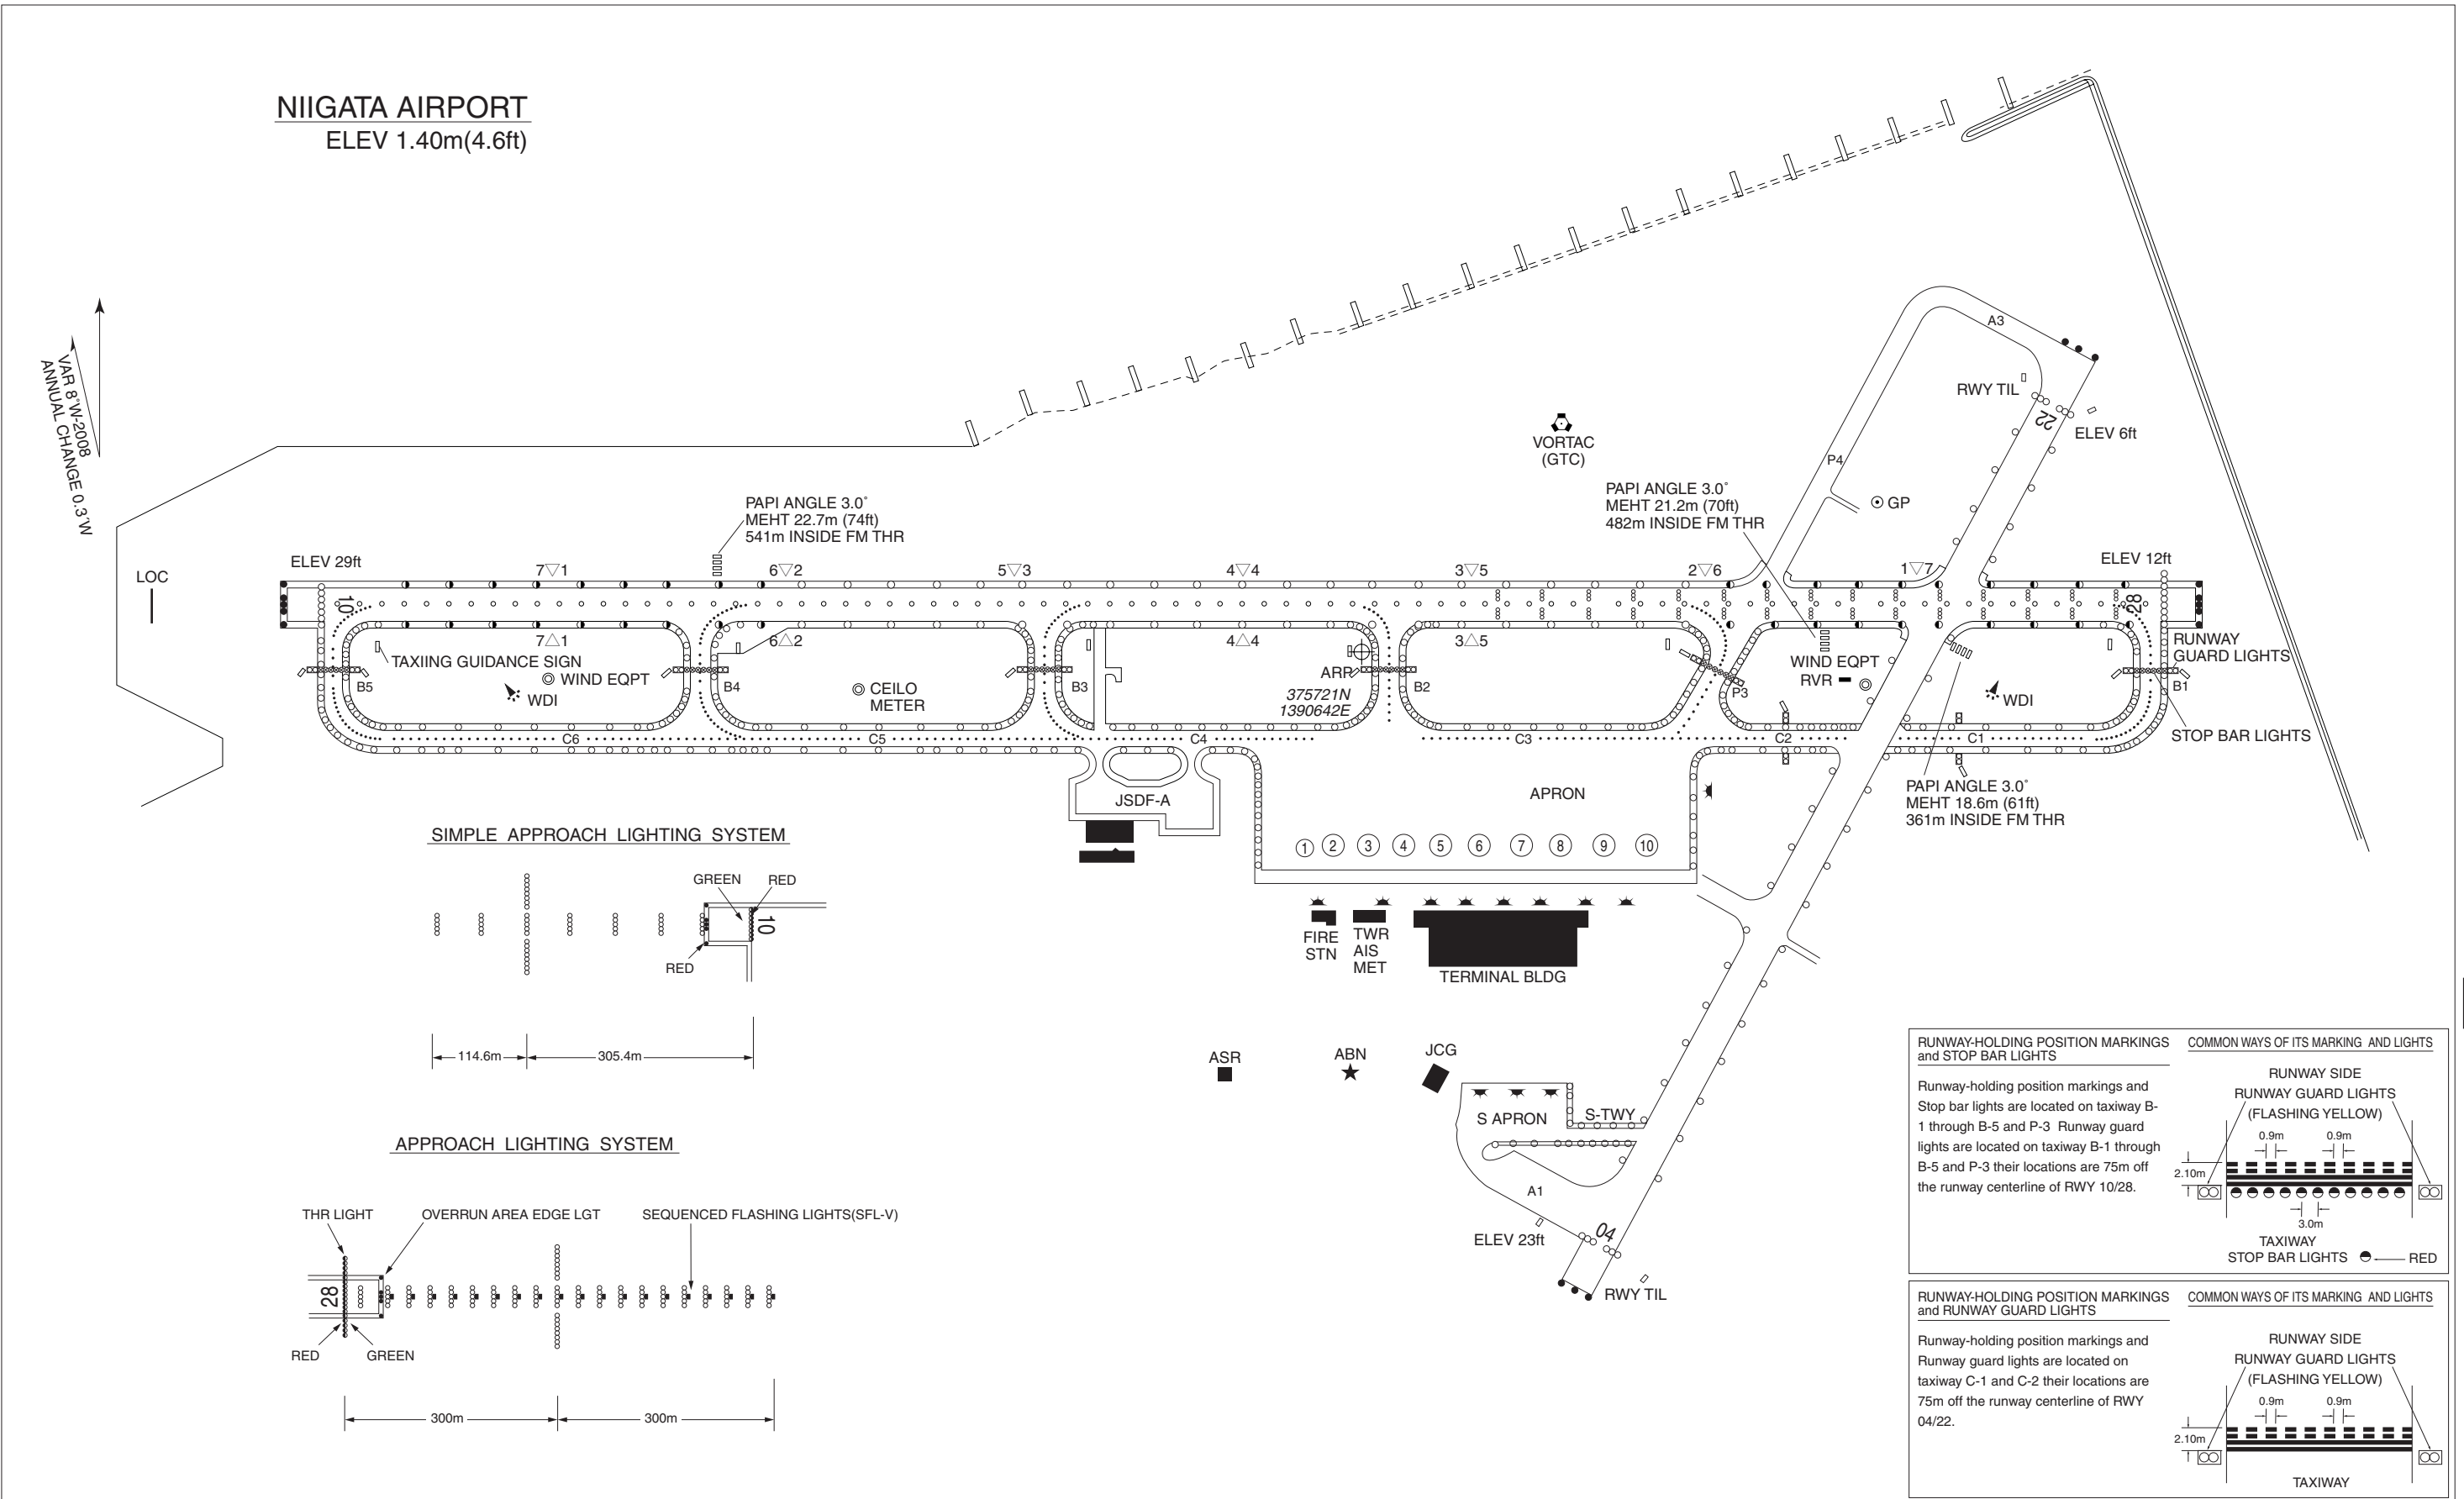 NIIGATA AIRPORT
ELEV 1.40m(4.6ft)
VAR 8°W-2008
ANNUAL CHANGE 0.3'W
A3
RWY TIL
22
ELEV 6ft
VORTAC
(GTC)
P4
GP
PAPI ANGLE 3.0°
MEHT 22.7m (74ft)
541m INSIDE FM THR
PAPI ANGLE 3.0°
MEHT 21.2m (70ft)
482m INSIDE FM THR
LOC
ELEV 29ft
7▽1
6▽2
5▽3
4▽4
3▽5
2▽6
1▽7
ELEV 12ft
10
28
7△1
6△2
4△4
3△5
TAXIING GUIDANCE SIGN
WIND EQPT
WDI
CEILO
METER
ARP
375721N
1390642E
WIND EQPT
RVR
WDI
RUNWAY
GUARD LIGHTS
B5
B4
B3
B2
P3
B1
STOP BAR LIGHTS
C6
C5
C4
C3
C2
C1
PAPI ANGLE 3.0°
MEHT 18.6m (61ft)
361m INSIDE FM THR
JSDF-A
APRON
1 2 3 4 5 6 7 8 9 10
FIRE
STN
TWR
AIS
MET
TERMINAL BLDG
ASR
ABN
JCG
S APRON
S-TWY
A1
ELEV 23ft
04
RWY TIL
SIMPLE APPROACH LIGHTING SYSTEM
GREEN
RED
10
RED
114.6m
305.4m
APPROACH LIGHTING SYSTEM
THR LIGHT
OVERRUN AREA EDGE LGT
SEQUENCED FLASHING LIGHTS(SFL-V)
28
RED
GREEN
300m
300m
RUNWAY-HOLDING POSITION MARKINGS
and STOP BAR LIGHTS
Runway-holding position markings and
Stop bar lights are located on taxiway B-
1 through B-5 and P-3 Runway guard
lights are located on taxiway B-1 through
B-5 and P-3 their locations are 75m off
the runway centerline of RWY 10/28.
COMMON WAYS OF ITS MARKING AND LIGHTS
RUNWAY SIDE
RUNWAY GUARD LIGHTS
(FLASHING YELLOW)
0.9m
0.9m
2.10m
3.0m
TAXIWAY
STOP BAR LIGHTS
RED
RUNWAY-HOLDING POSITION MARKINGS
and RUNWAY GUARD LIGHTS
Runway-holding position markings and
Runway guard lights are located on
taxiway C-1 and C-2 their locations are
75m off the runway centerline of RWY
04/22.
COMMON WAYS OF ITS MARKING AND LIGHTS
RUNWAY SIDE
RUNWAY GUARD LIGHTS
(FLASHING YELLOW)
0.9m
0.9m
2.10m
TAXIWAY